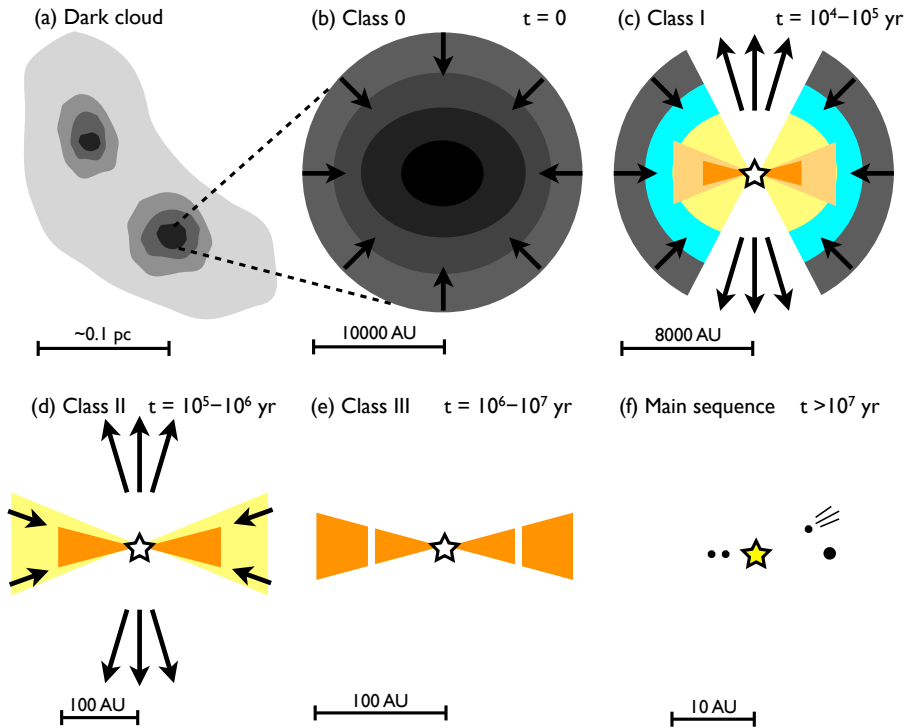 (a) Dark cloud
(b) Class 0 t = 0
(c) Class I t = 10⁴–10⁵ yr
~0.1 pc
10000 AU
8000 AU
(d) Class II t = 10⁵–10⁶ yr
(e) Class III t = 10⁶–10⁷ yr
(f) Main sequence t >10⁷ yr
100 AU
100 AU
10 AU